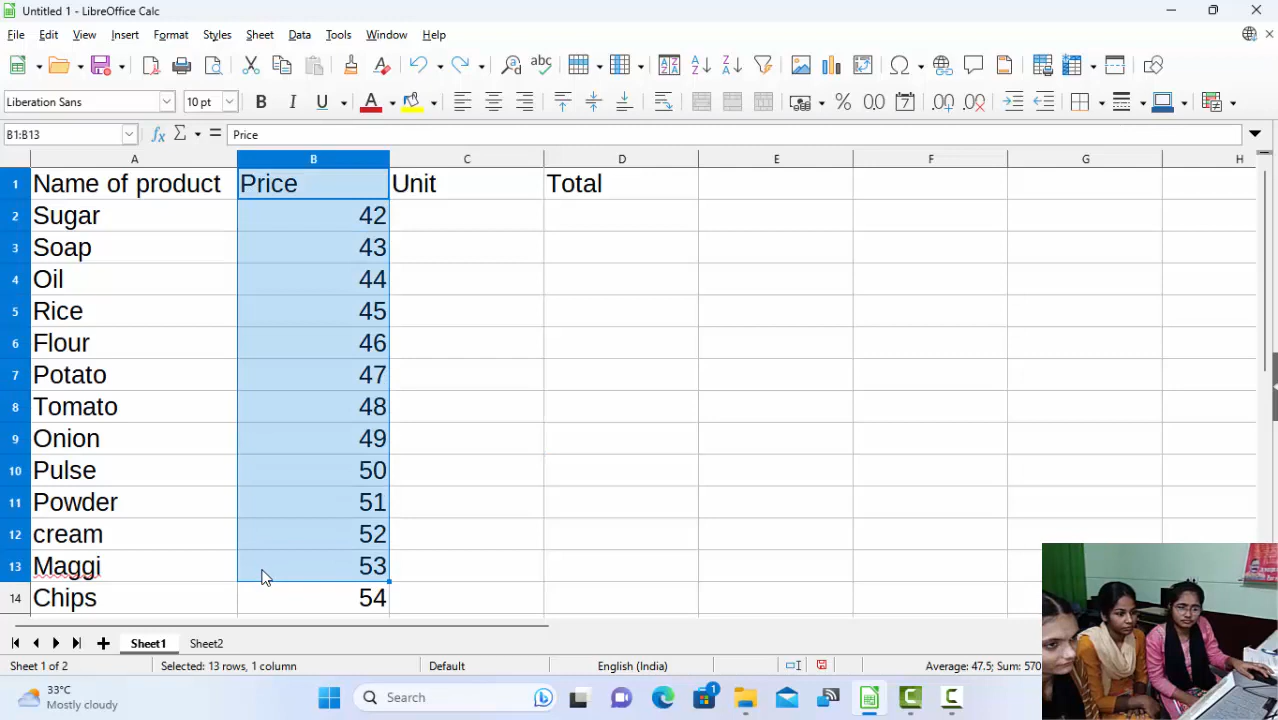 Untitled 1 - LibreOffice Calc
File Edit View Insert Format Styles Sheet Data Tools Window Help
Liberation Sans 10 pt
B1:B13 Price
A B C D E F G H
1 Name of product Price Unit Total
2 Sugar 42
3 Soap 43
4 Oil 44
5 Rice 45
6 Flour 46
7 Potato 47
8 Tomato 48
9 Onion 49
10 Pulse 50
11 Powder 51
12 cream 52
13 Maggi 53
14 Chips 54
Sheet1 Sheet2
Sheet 1 of 2 Selected: 13 rows, 1 column Default English (India) Average: 47.5; Sum: 570
33°C
Mostly cloudy
Search
1